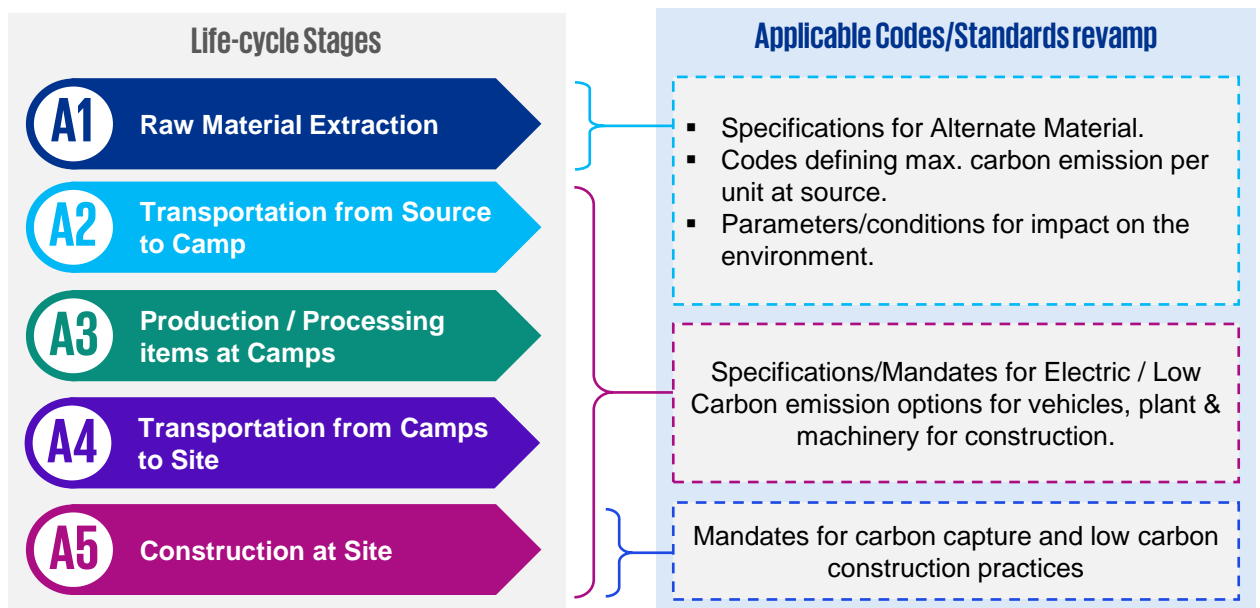 Life-cycle Stages
A1
Raw Material Extraction
A2
Transportation from Source
to Camp
A3
Production / Processing
items at Camps
A4
Transportation from Camps
to Site
A5
Construction at Site
Applicable Codes/Standards revamp
▪ Specifications for Alternate Material.
▪ Codes defining max. carbon emission per
unit at source.
▪ Parameters/conditions for impact on the
environment.
Specifications/Mandates for Electric / Low
Carbon emission options for vehicles, plant &
machinery for construction.
Mandates for carbon capture and low carbon
construction practices